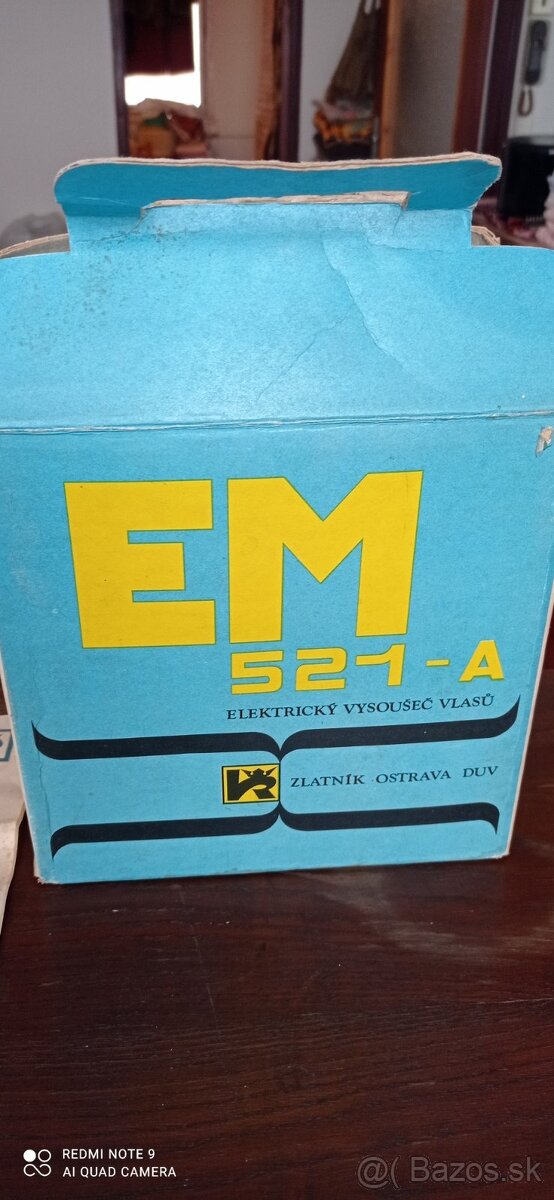 EM
521-A
ELEKTRICKÝ VYSOUŠEČ VLASŮ
ZLATNÍK OSTRAVA DUV
REDMI NOTE 9
AI QUAD CAMERA
@( Bazos.sk